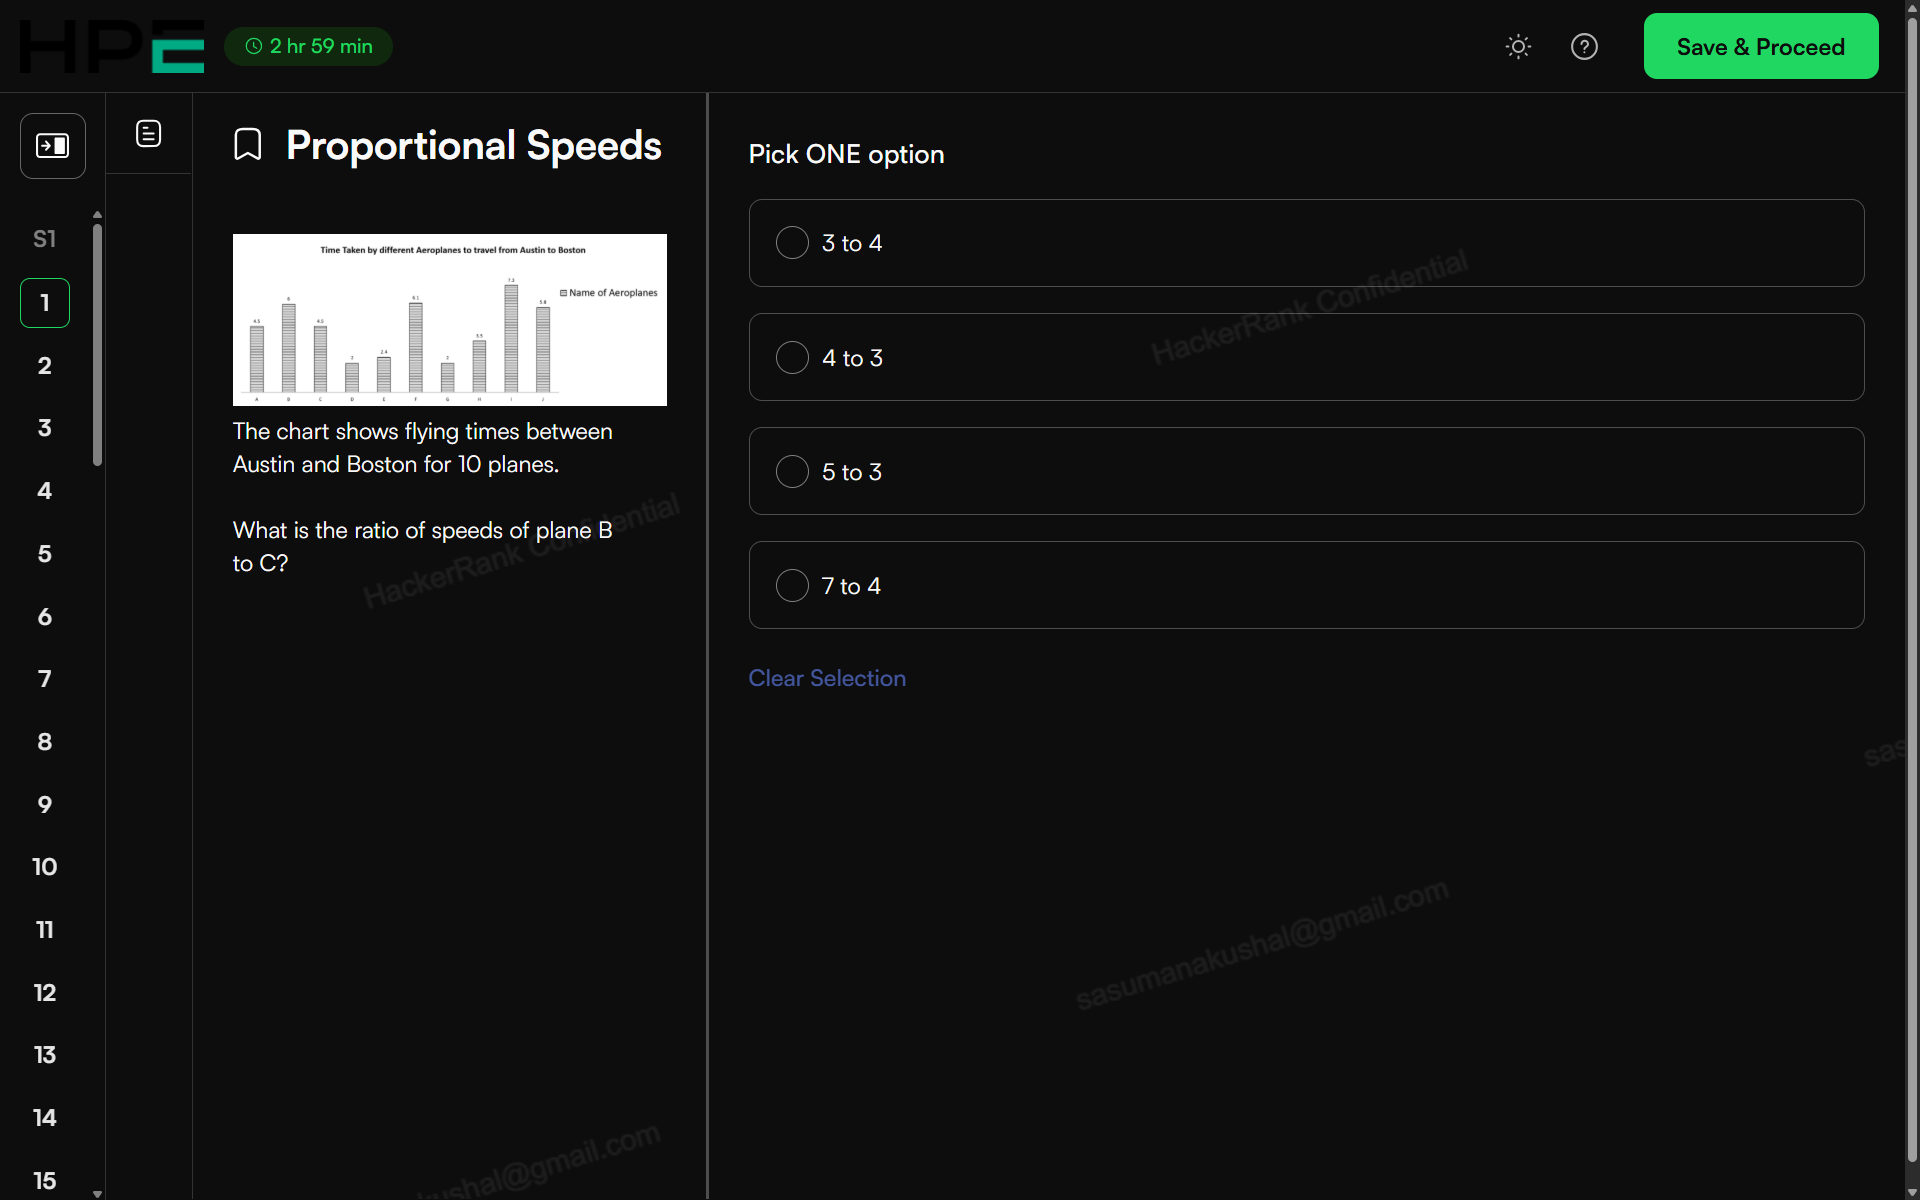 HPE
2 hr 59 min
Save & Proceed
S1
1
2
3
4
5
6
7
8
9
10
11
12
13
14
15
Proportional Speeds
Time Taken by different Aeroplanes to travel from Austin to Boston
Name of Aeroplanes
4.5
6
4.5
2
2.4
6.1
2
3.5
5.8
A
B
C
D
E
F
G
H
I
J
The chart shows flying times between
Austin and Boston for 10 planes.
What is the ratio of speeds of plane B
to C?
Pick ONE option
3 to 4
4 to 3
5 to 3
7 to 4
Clear Selection
HackerRank Confidential
HackerRank Confidential
sasumanakushal@gmail.com
kushal@gmail.com
sas